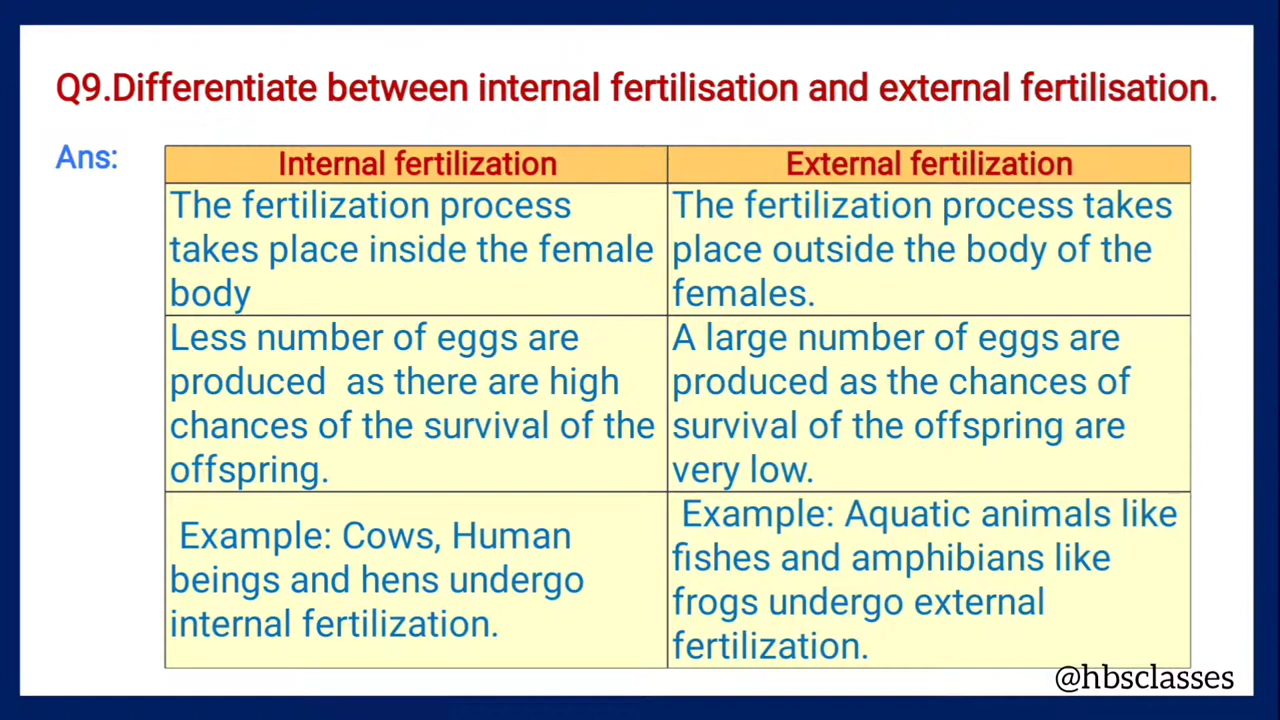 Q9.Differentiate between internal fertilisation and external fertilisation.
Ans:
Internal fertilization
External fertilization
The fertilization process
takes place inside the female
body
The fertilization process takes
place outside the body of the
females.
Less number of eggs are
produced as there are high
chances of the survival of the
offspring.
A large number of eggs are
produced as the chances of
survival of the offspring are
very low.
Example: Cows, Human
beings and hens undergo
internal fertilization.
Example: Aquatic animals like
fishes and amphibians like
frogs undergo external
fertilization.
@hbsclasses